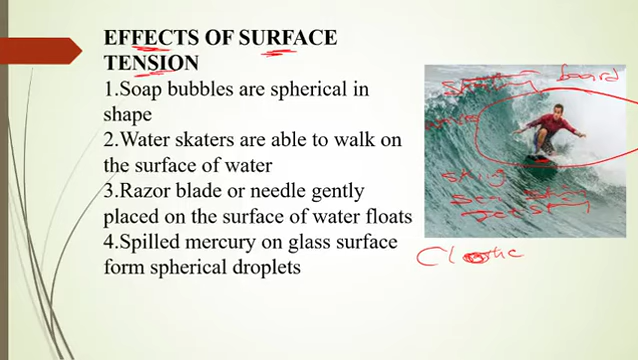 EFFECTS OF SURFACE
TENSION
1.Soap bubbles are spherical in
shape
2.Water skaters are able to walk on
the surface of water
3.Razor blade or needle gently
placed on the surface of water floats
4.Spilled mercury on glass surface
form spherical droplets
board